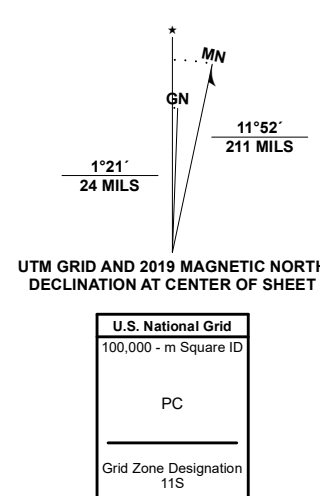 ★
MN
GN
11°52´
211 MILS
1°21´
24 MILS
UTM GRID AND 2019 MAGNETIC NORTH
DECLINATION AT CENTER OF SHEET
U.S. National Grid
100,000 - m Square ID
PC
Grid Zone Designation
11S